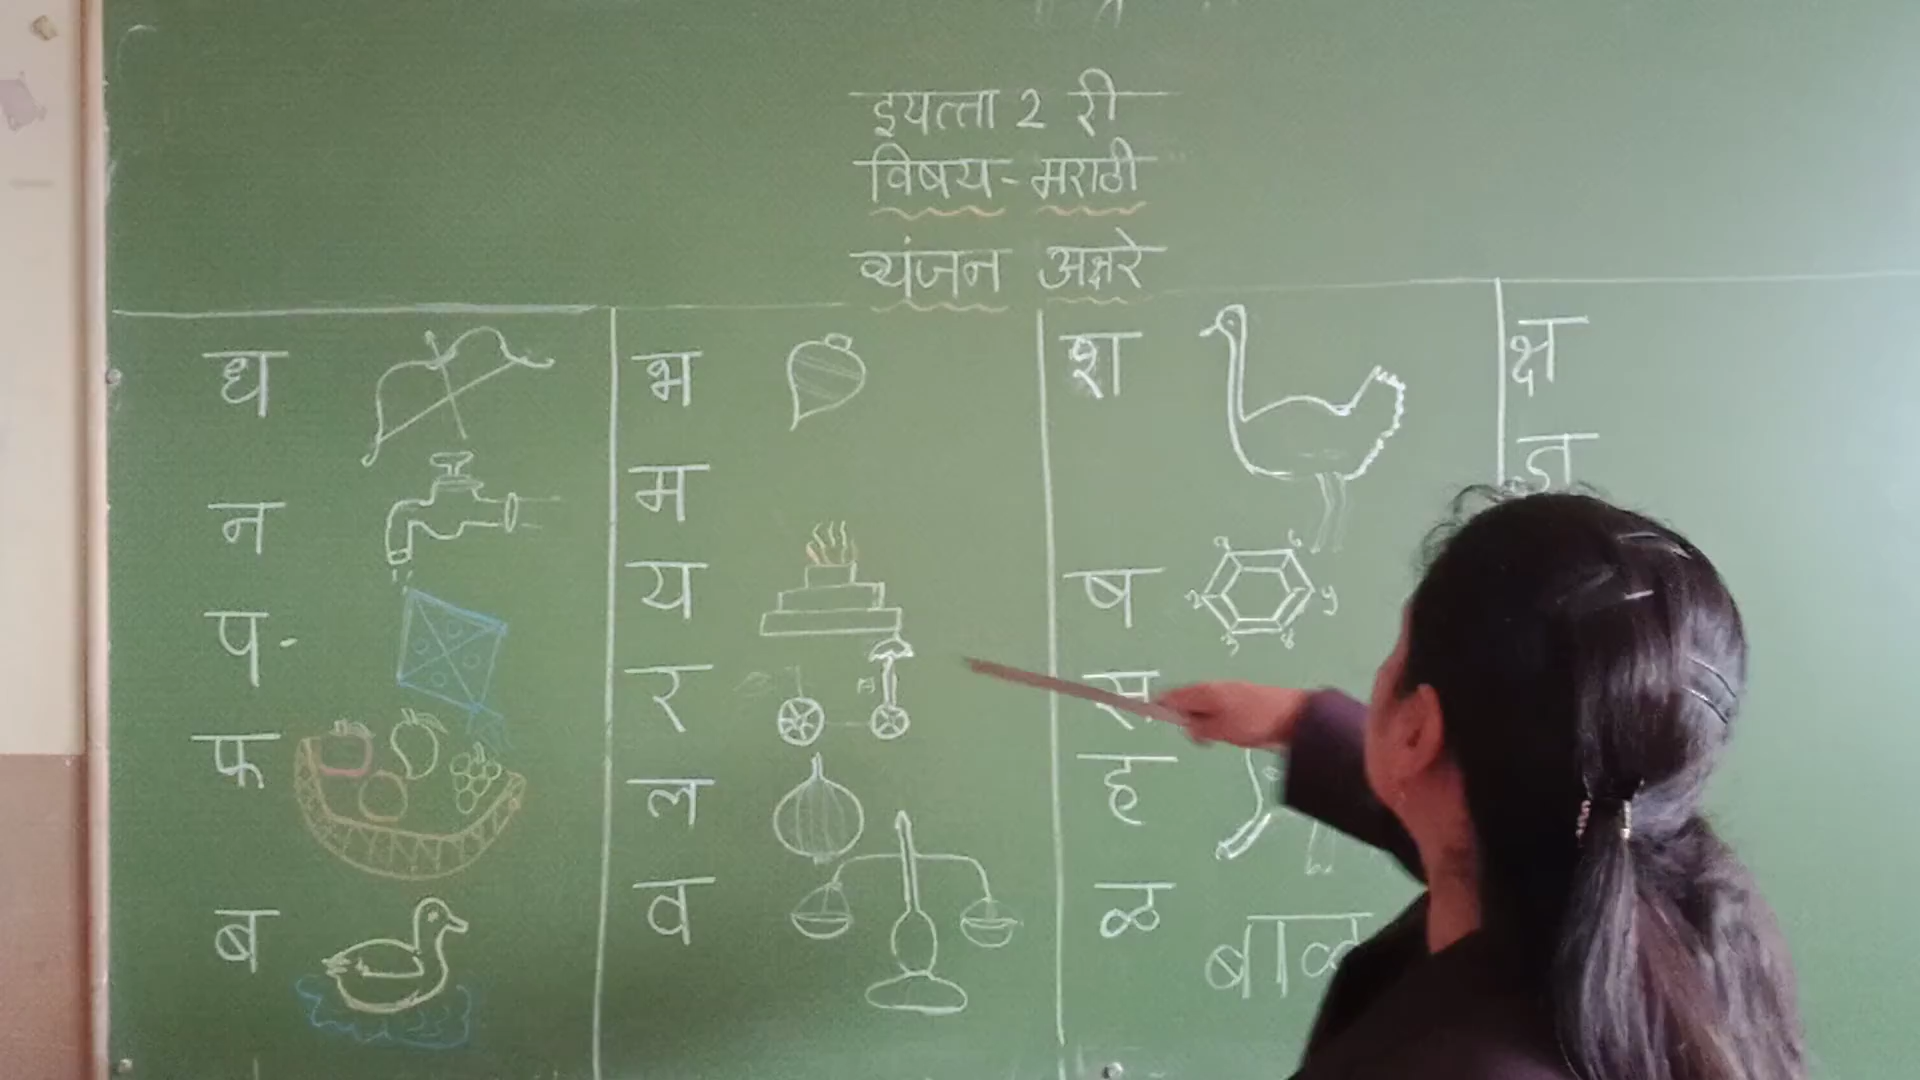 इयत्ता 2 री
विषय - मराठी
व्यंजन अक्षरे
ध
न
प -
फ
ब
भ
म
य
र
ल
व
श
ष
स
ह
ळ
बाळ
क्ष
ज्ञ